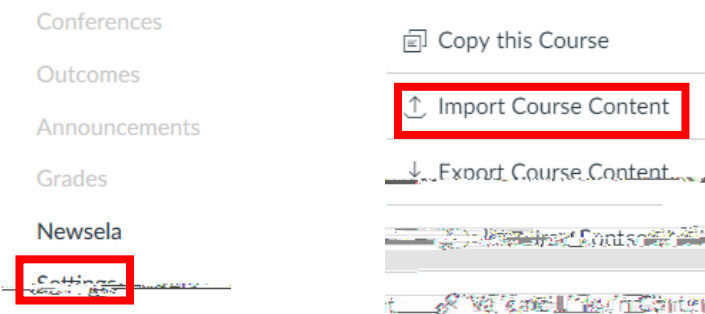 Conferences
Outcomes
Announcements
Grades
Newsela
Settings
Copy this Course
Import Course Content
Export Course Content